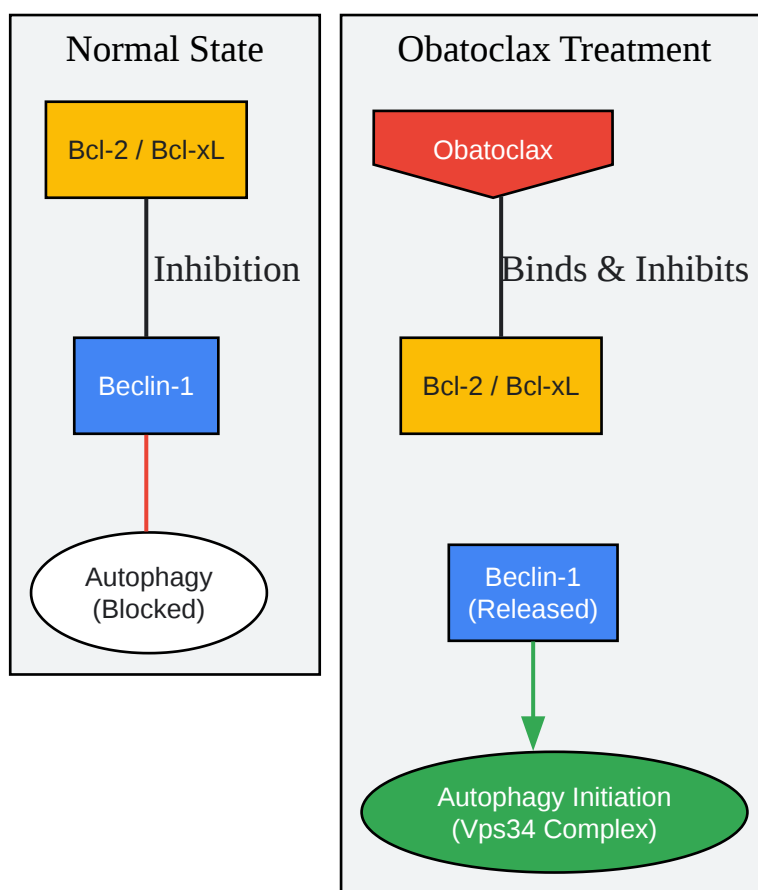 Normal State
Bcl-2 / Bcl-xL
Inhibition
Beclin-1
Autophagy
(Blocked)
Obatoclax Treatment
Obatoclax
Binds & Inhibits
Bcl-2 / Bcl-xL
Beclin-1
(Released)
Autophagy Initiation
(Vps34 Complex)